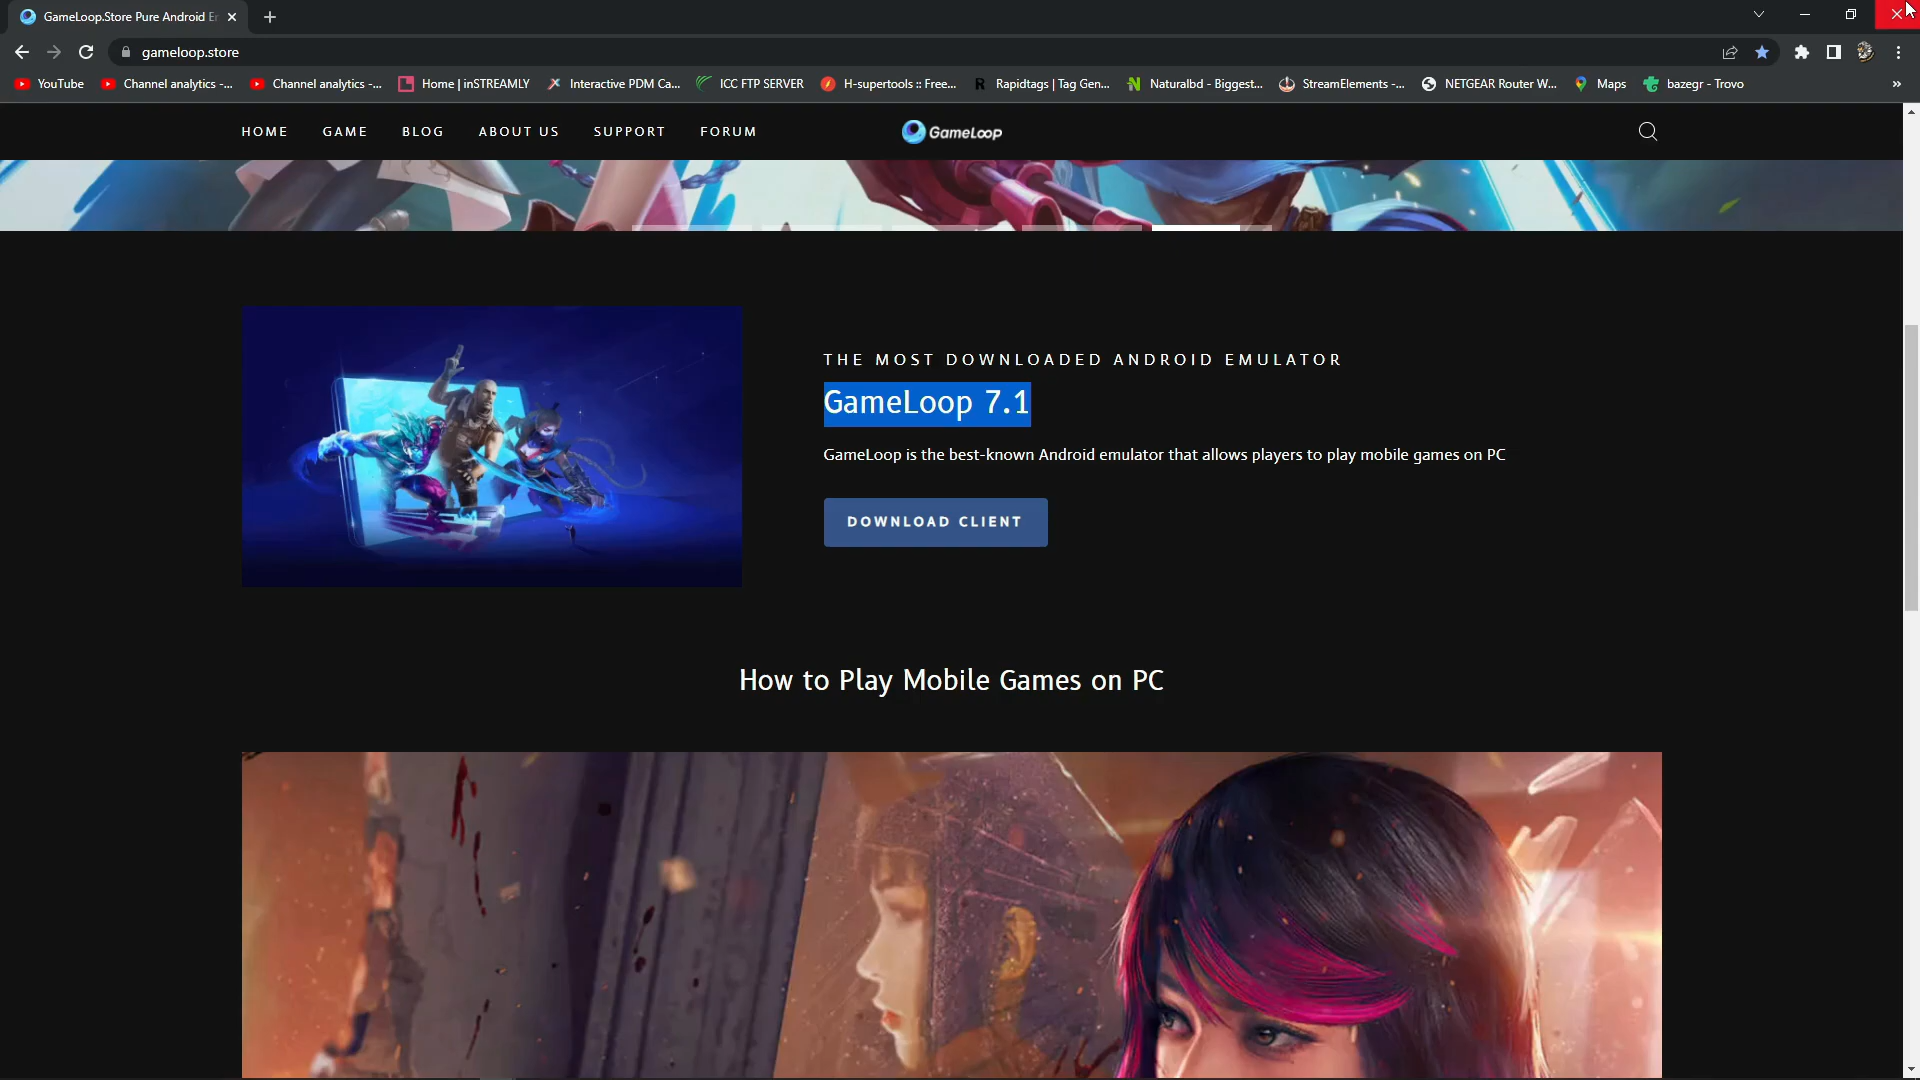 GameLoop.Store Pure Android Er
gameloop.store
YouTube Channel analytics -... Channel analytics -... Home | inSTREAMLY Interactive PDM Ca... ICC FTP SERVER H-supertools :: Free... R Rapidtags | Tag Gen... Naturalbd - Biggest... StreamElements -... NETGEAR Router W... Maps bazegr - Trovo »
HOME GAME BLOG ABOUT US SUPPORT FORUM GameLoop
THE MOST DOWNLOADED ANDROID EMULATOR
GameLoop 7.1
GameLoop is the best-known Android emulator that allows players to play mobile games on PC
DOWNLOAD CLIENT
How to Play Mobile Games on PC